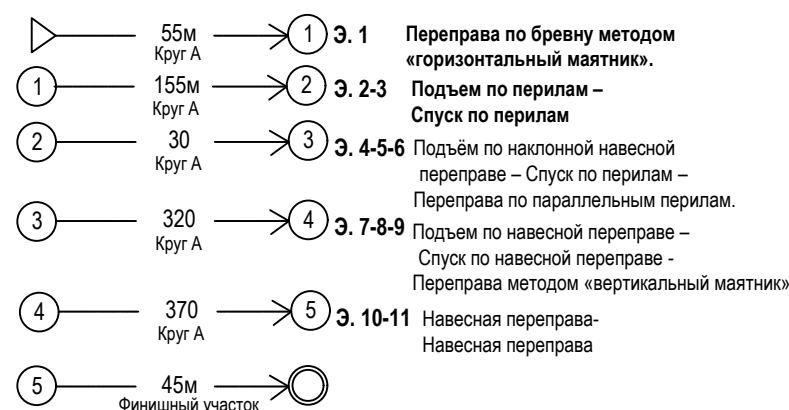 55м 1 Э. 1 Переправа по бревну методом
Круг А «горизонтальный маятник».
1 155м 2 Э. 2-3 Подъем по перилам –
Круг А Спуск по перилам
2 30 3 Э. 4-5-6 Подъём по наклонной навесной
Круг А переправе – Спуск по перилам –
Переправа по параллельным перилам.
3 320 4 Э. 7-8-9 Подъем по навесной переправе –
Круг А Спуск по навесной переправе -
Переправа методом «вертикальный маятник»
4 370 5 Э. 10-11 Навесная переправа-
Круг А Навесная переправа
5 45м
Финишный участок